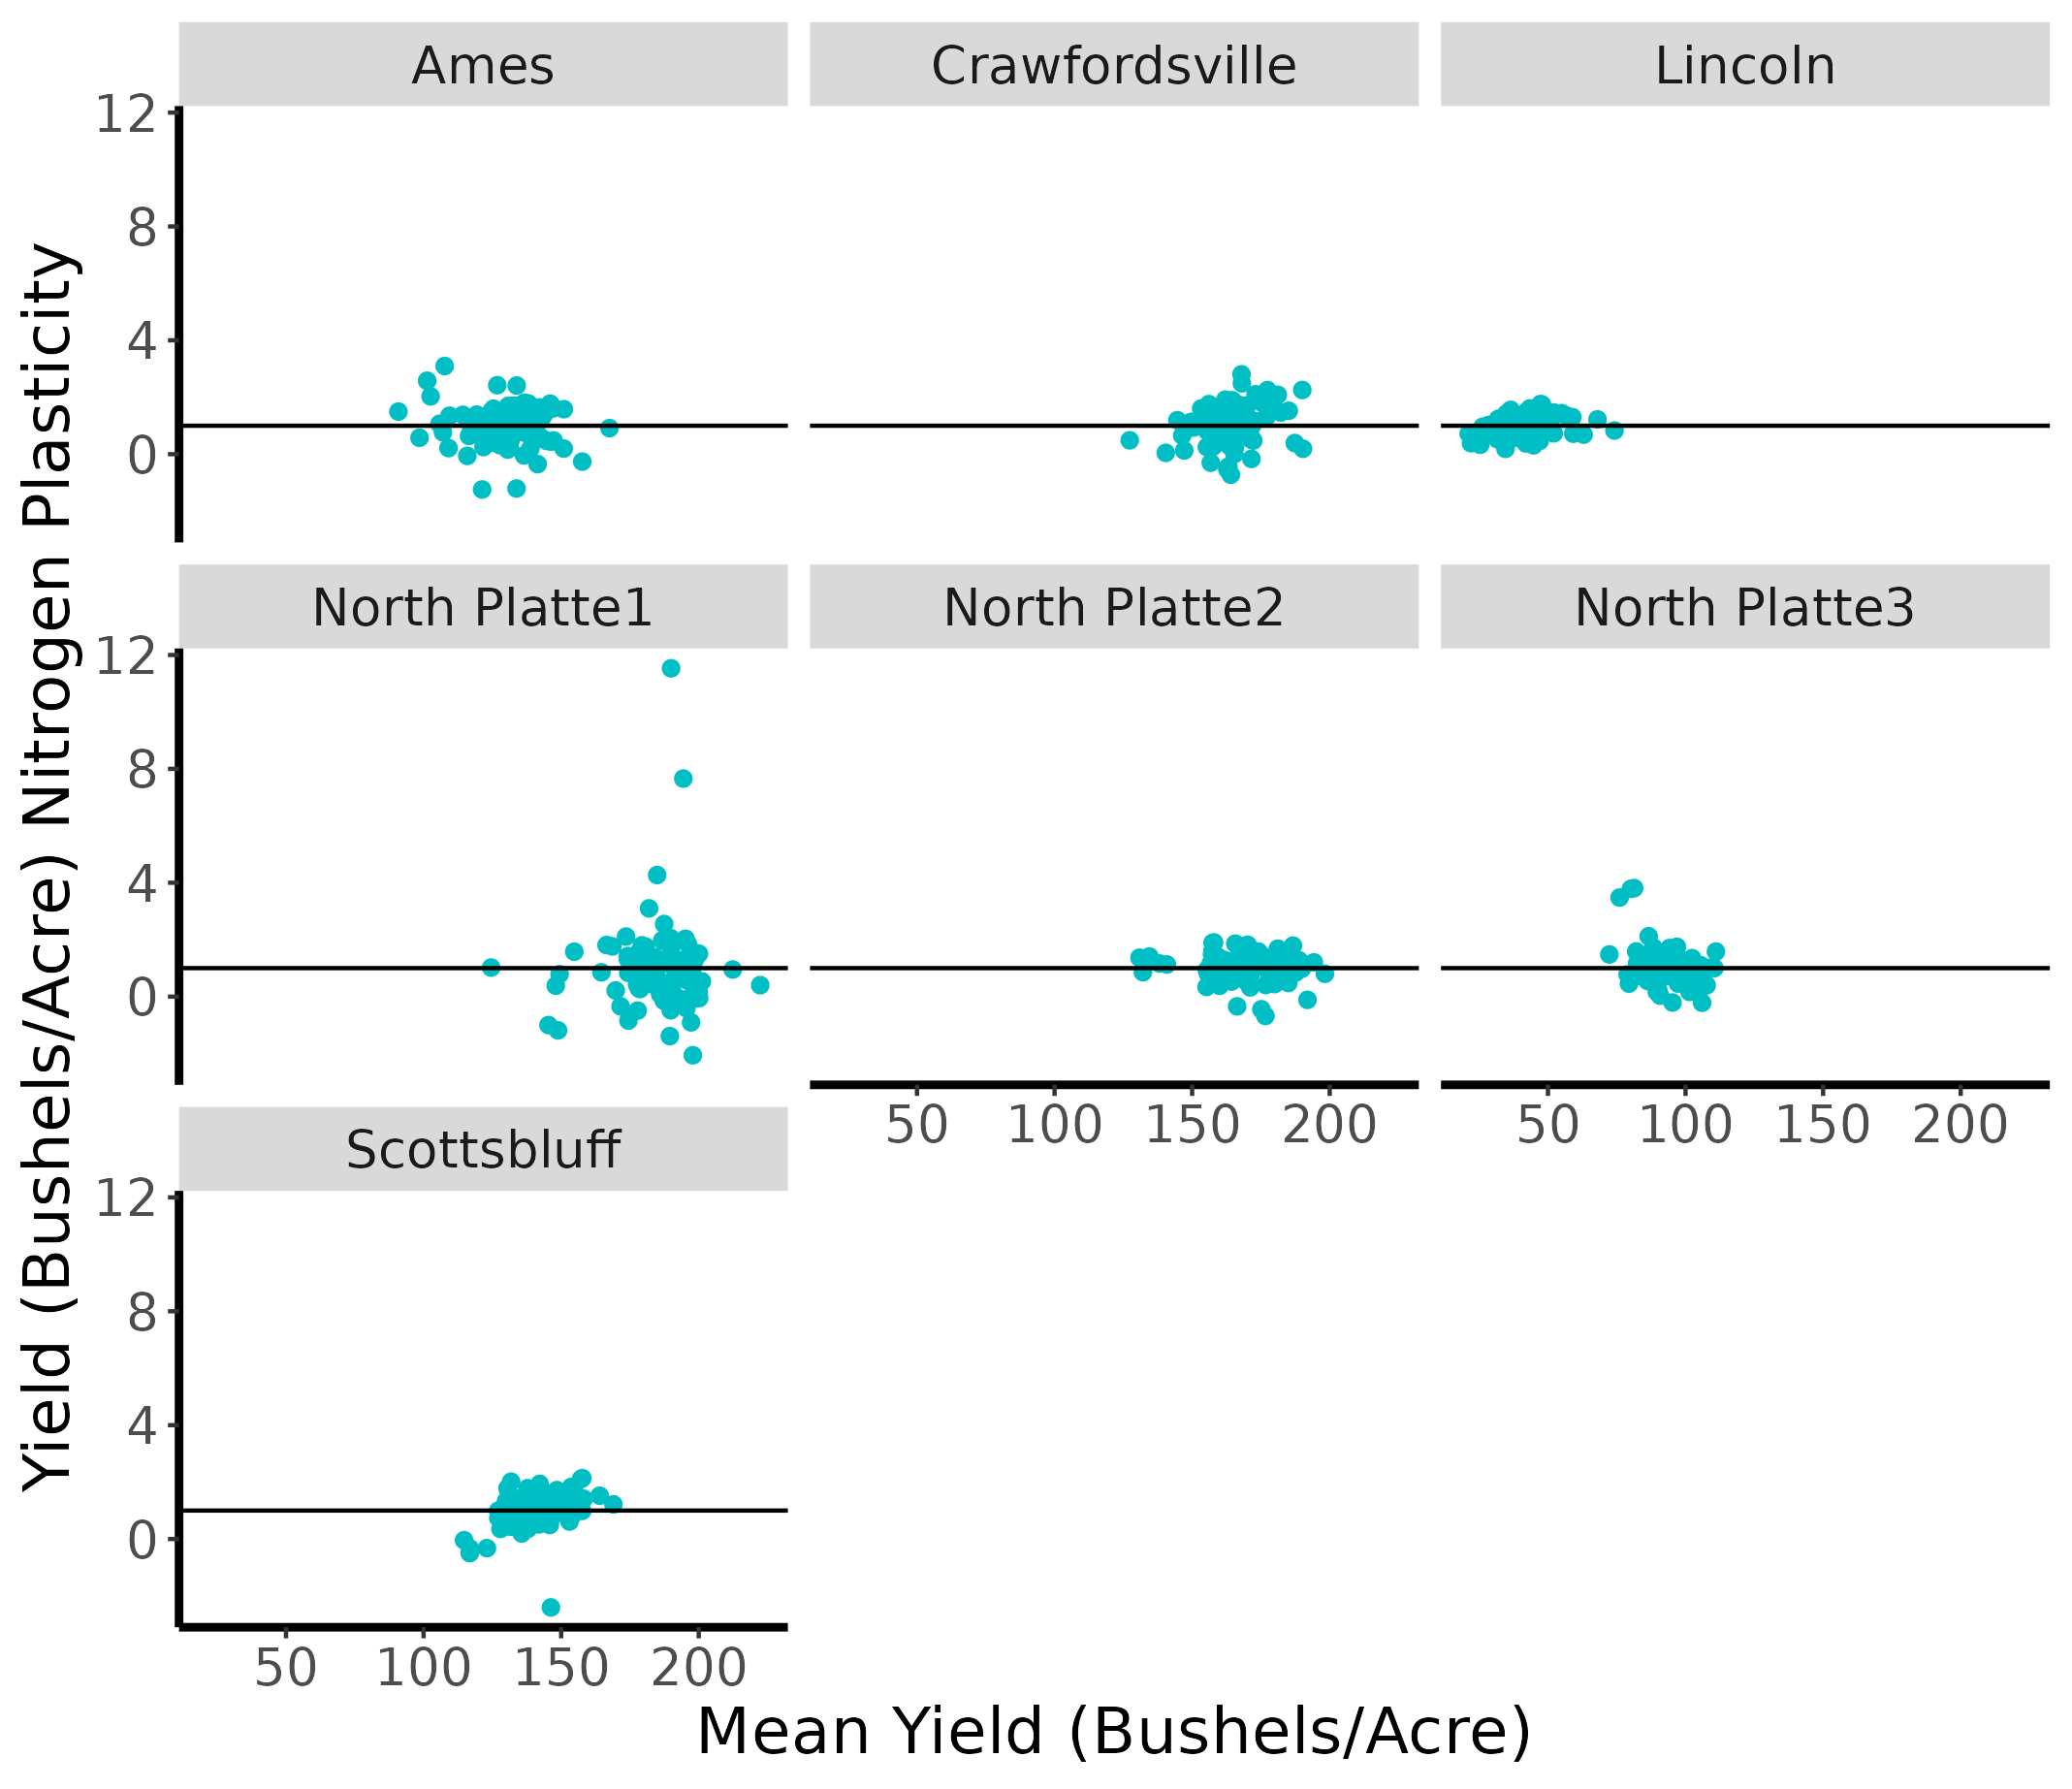 Ames
Crawfordsville
Lincoln
12
8
4
0
North Platte1
North Platte2
North Platte3
12
8
4
0
50 100 150 200
50 100 150 200
Scottsbluff
12
8
4
0
50 100 150 200
Mean Yield (Bushels/Acre)
Yield (Bushels/Acre) Nitrogen Plasticity